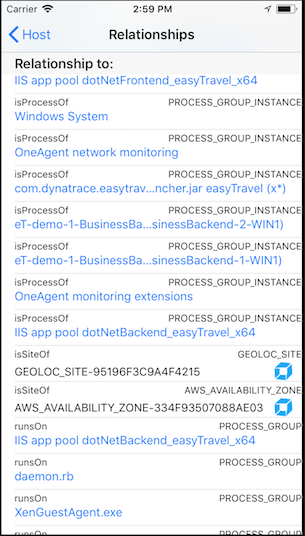 Carrier 2:59 PM
Host Relationships
Relationship to:
IIS app pool dotNetFrontend_easyTravel_x64
isProcessOf PROCESS_GROUP_INSTANCE
Windows System
isProcessOf PROCESS_GROUP_INSTANCE
OneAgent network monitoring
isProcessOf PROCESS_GROUP_INSTANCE
com.dynatrace.easytrav...ncher.jar easyTravel (x*)
isProcessOf PROCESS_GROUP_INSTANCE
eT-demo-1-BusinessBa...sinessBackend-2-WIN1)
isProcessOf PROCESS_GROUP_INSTANCE
eT-demo-1-BusinessBa...sinessBackend-1-WIN1)
isProcessOf PROCESS_GROUP_INSTANCE
OneAgent monitoring extensions
isProcessOf PROCESS_GROUP_INSTANCE
IIS app pool dotNetBackend_easyTravel_x64
isSiteOf GEOLOC_SITE
GEOLOC_SITE-95196F3C9A4F4215
isSiteOf AWS_AVAILABILITY_ZONE
AWS_AVAILABILITY_ZONE-334F93507088AE03
runsOn PROCESS_GROUP
IIS app pool dotNetBackend_easyTravel_x64
runsOn PROCESS_GROUP
daemon.rb
runsOn PROCESS_GROUP
XenGuestAgent.exe
runsOn PROCESS_GROUP